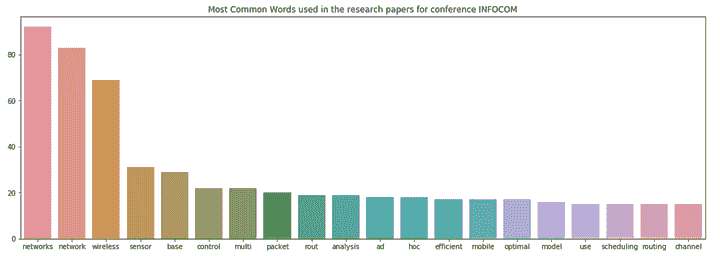 Most Common Words used in the research papers for conference INFOCOM
80
60
40
20
0
networks network wireless sensor base control multi packet rout analysis ad hoc efficient mobile optimal model use scheduling routing channel